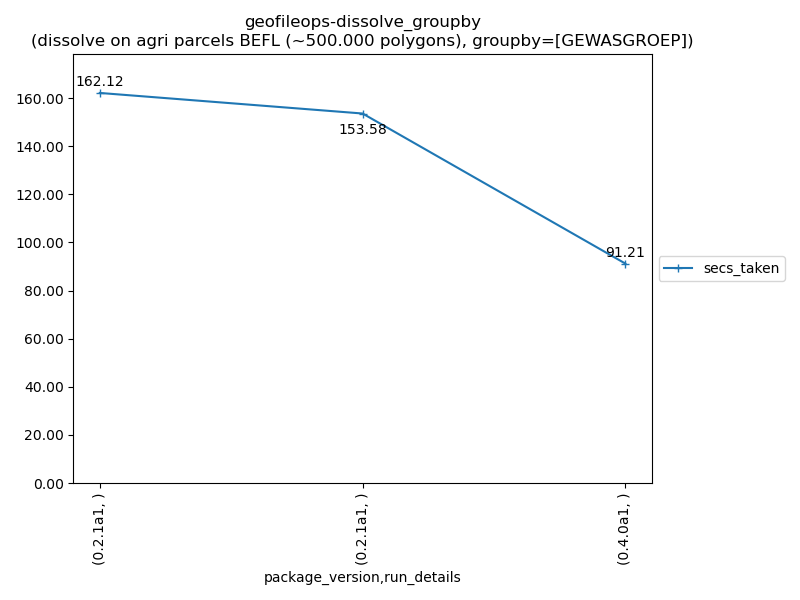 geofileops-dissolve_groupby
(dissolve on agri parcels BEFL (~500.000 polygons), groupby=[GEWASGROEP])
162.12
153.58
91.21
160.00
140.00
120.00
100.00
80.00
60.00
40.00
20.00
0.00
secs_taken
(0.2.1a1, )
(0.2.1a1, )
(0.4.0a1, )
package_version,run_details